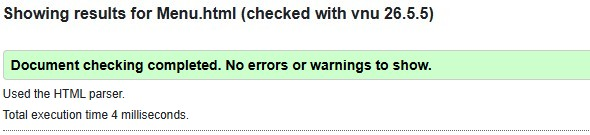 Showing results for Menu.html (checked with vnu 26.5.5)
Document checking completed. No errors or warnings to show.
Used the HTML parser.
Total execution time 4 milliseconds.